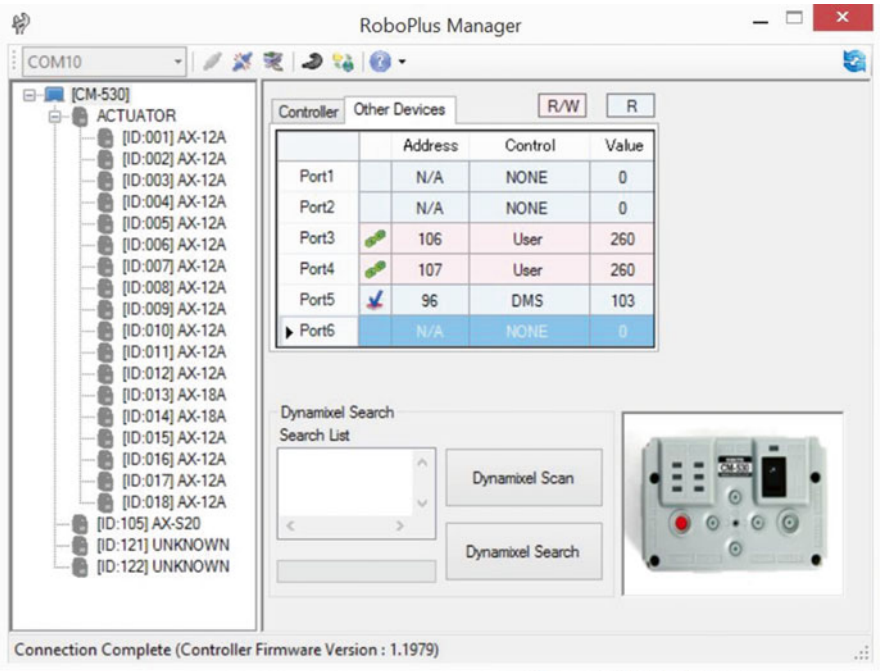 RoboPlus Manager
COM10
[CM-530]
ACTUATOR
[ID:001] AX-12A
[ID:002] AX-12A
[ID:003] AX-12A
[ID:004] AX-12A
[ID:005] AX-12A
[ID:006] AX-12A
[ID:007] AX-12A
[ID:008] AX-12A
[ID:009] AX-12A
[ID:010] AX-12A
[ID:011] AX-12A
[ID:012] AX-12A
[ID:013] AX-18A
[ID:014] AX-18A
[ID:015] AX-12A
[ID:016] AX-12A
[ID:017] AX-12A
[ID:018] AX-12A
[ID:105] AX-S20
[ID:121] UNKNOWN
[ID:122] UNKNOWN
Controller Other Devices R/W R
Address Control Value
Port1 N/A NONE 0
Port2 N/A NONE 0
Port3 106 User 260
Port4 107 User 260
Port5 96 DMS 103
Port6 N/A NONE 0
Dynamixel Search
Search List
Dynamixel Scan
Dynamixel Search
CM-530
Connection Complete (Controller Firmware Version : 1.1979)